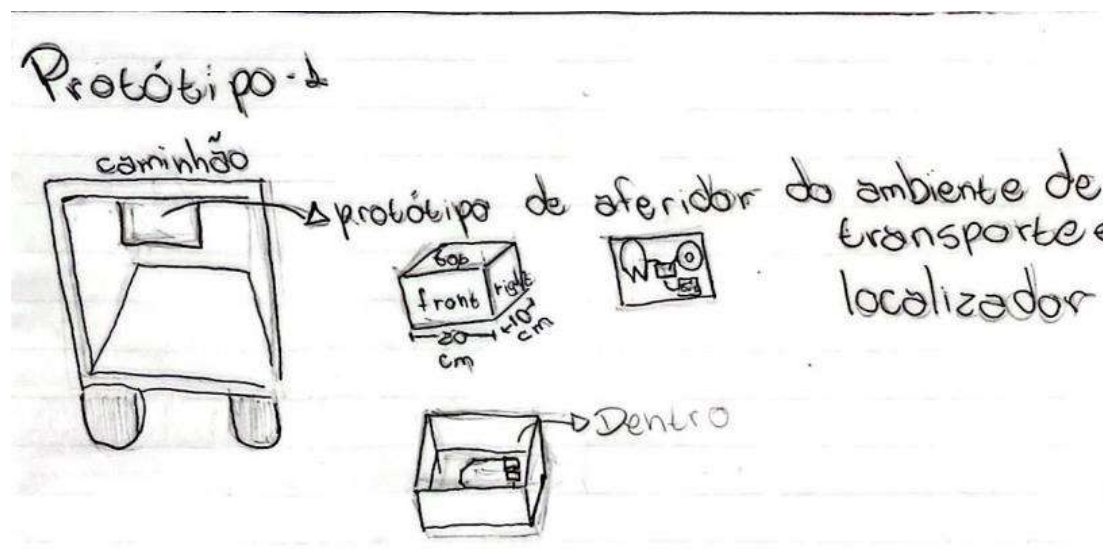 Protótipo-1
caminhão
protótipo de aferidor do ambiente de
transporte e
localizador
top
front
right
20
cm
10
cm
Dentro